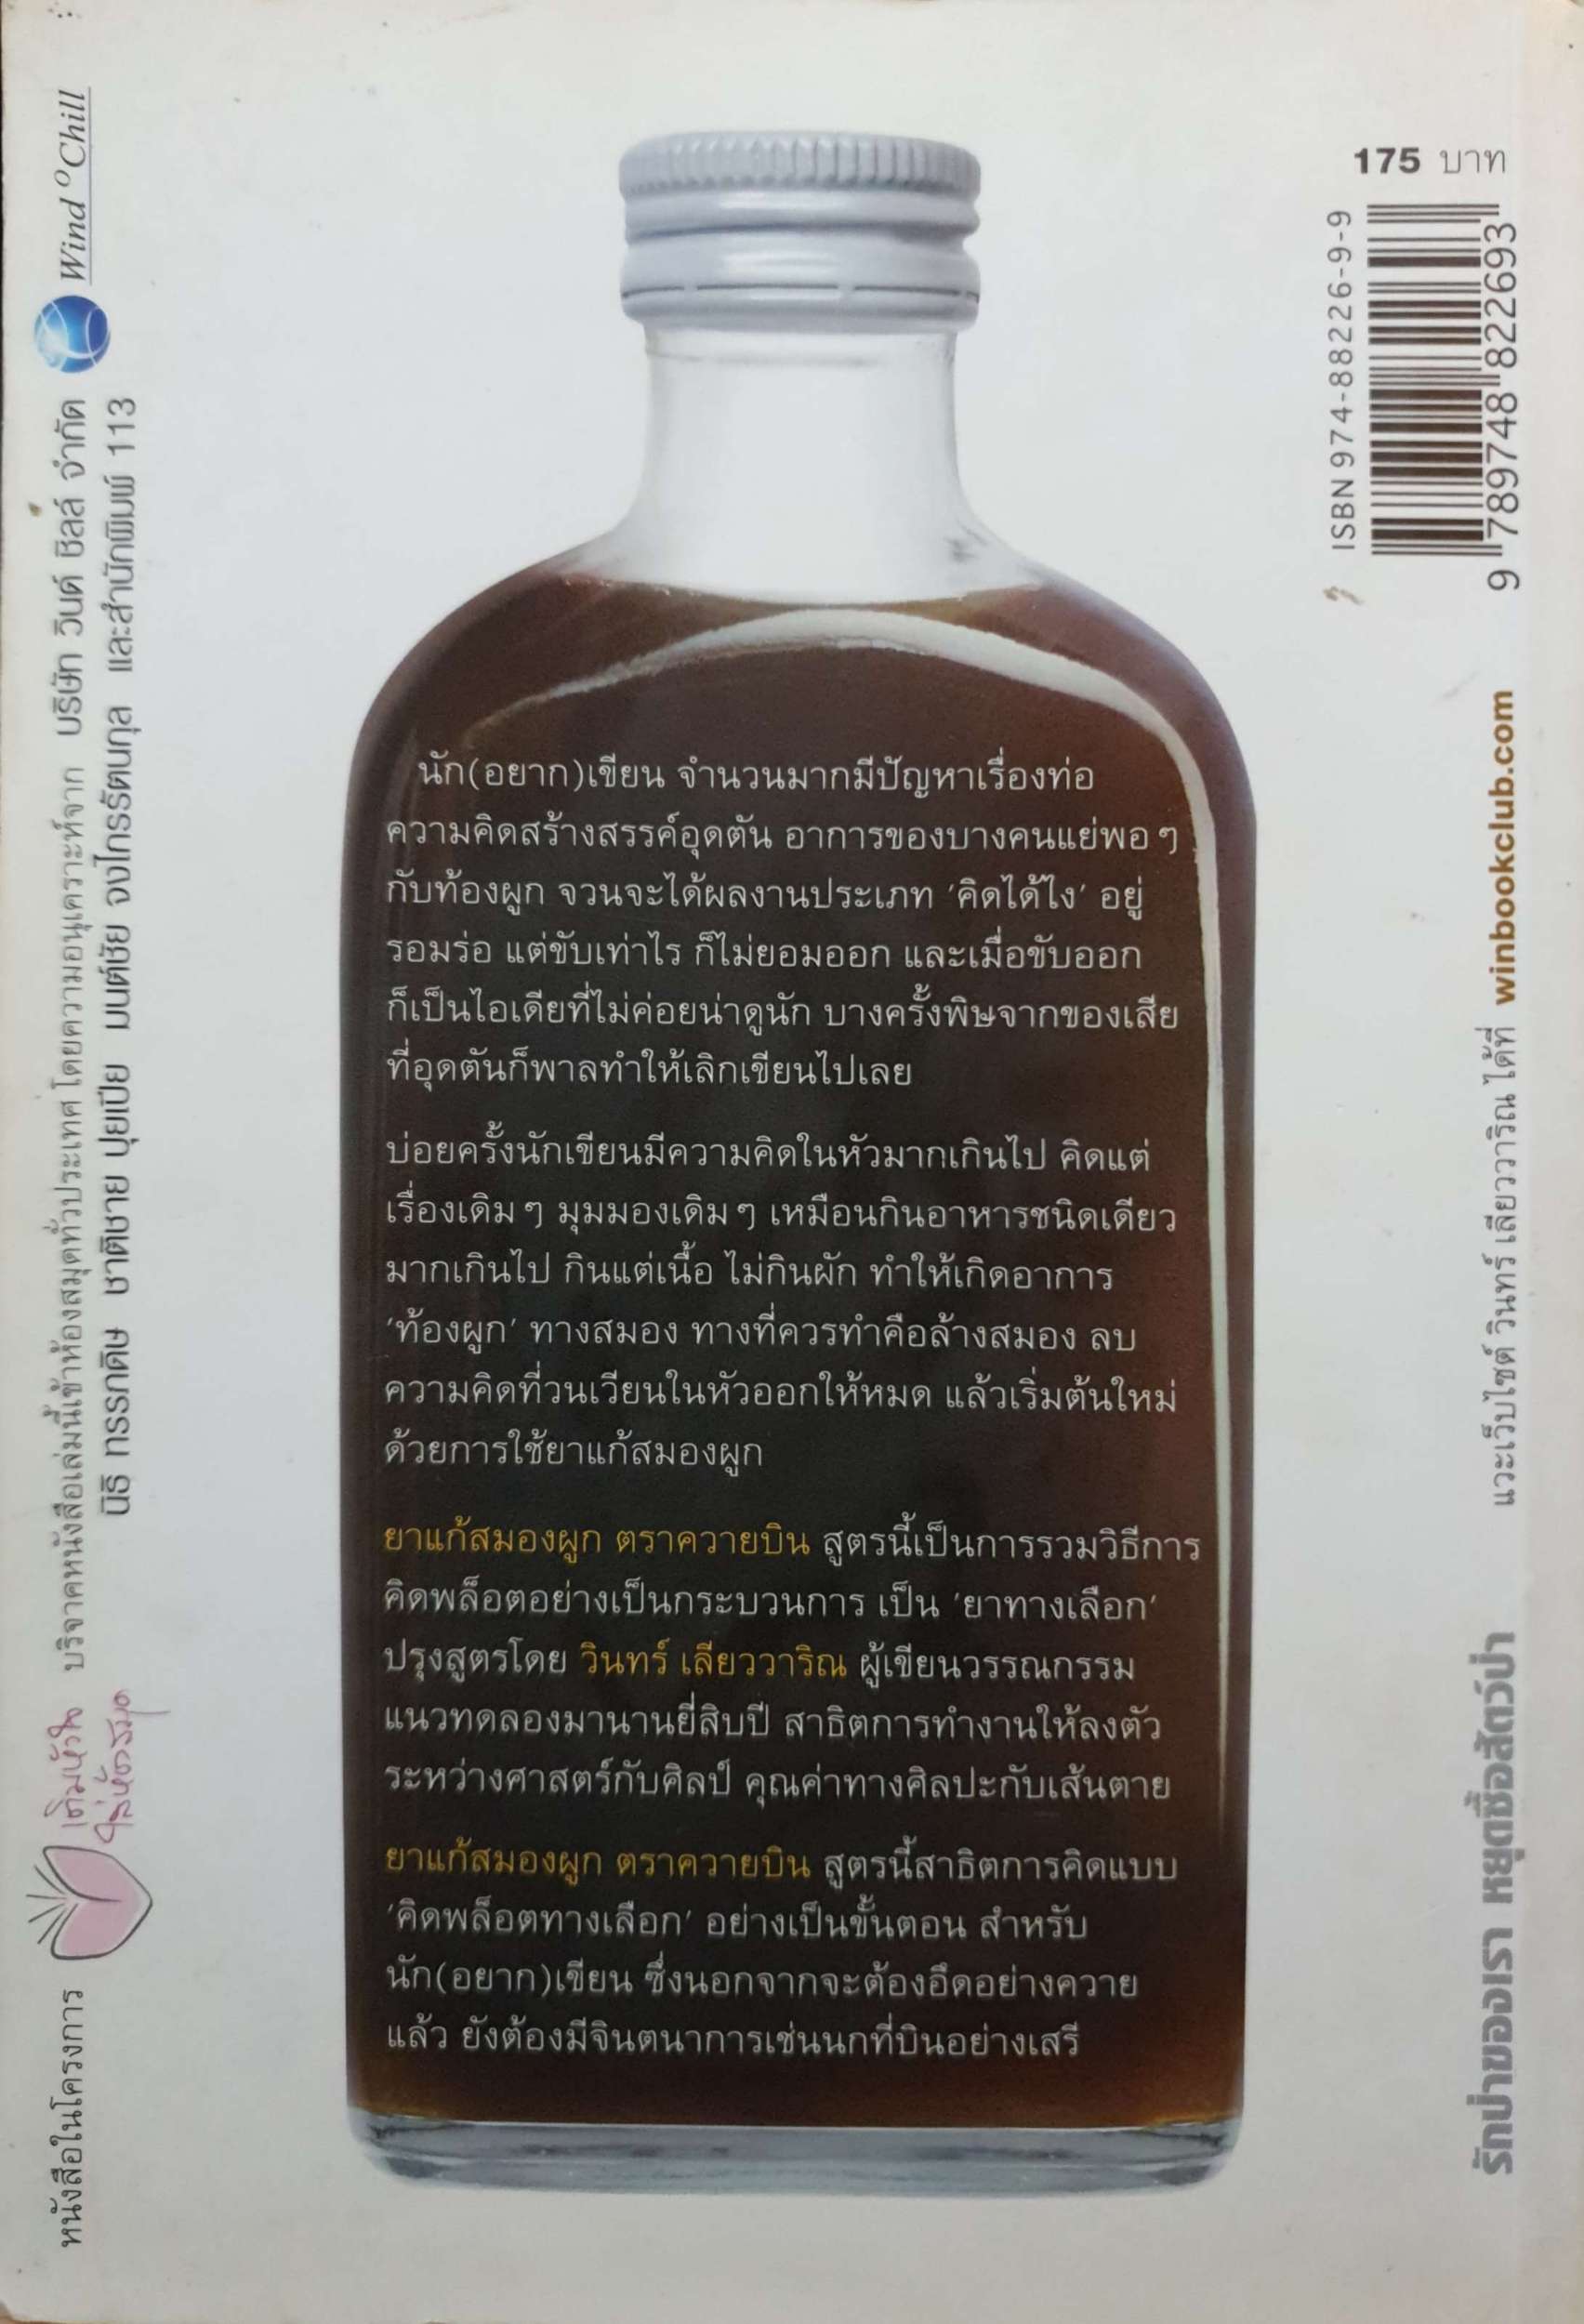 นัก(อยาก)เขียน จำนวนมากมีปัญหาเรื่องท่อ
ความคิดสร้างสรรค์อุดตัน อาการของบางคนแย่พอ ๆ
กับท้องผูก จวนจะได้ผลงานประเภท 'คิดได้ไง' อยู่
รอมร่อ แต่ขับเท่าไร ก็ไม่ยอมออก และเมื่อขับออก
ก็เป็นไอเดียที่ไม่ค่อยน่าดูนัก บางครั้งพิษจากของเสีย
ที่อุดตันก็พาลทำให้เลิกเขียนไปเลย
บ่อยครั้งนักเขียนมีความคิดในหัวมากเกินไป คิดแต่
เรื่องเดิม ๆ มุมมองเดิม ๆ เหมือนกินอาหารชนิดเดียว
มากเกินไป กินแต่เนื้อ ไม่กินผัก ทำให้เกิดอาการ
'ท้องผูก' ทางสมอง ทางที่ควรทำคือล้างสมอง ลบ
ความคิดที่วนเวียนในหัวออกให้หมด แล้วเริ่มต้นใหม่
ด้วยการใช้ยาแก้สมองผูก
ยาแก้สมองผูก ตราควายบิน สูตรนี้เป็นการรวมวิธีการ
คิดพล็อตอย่างเป็นกระบวนการ เป็น 'ยาทางเลือก'
ปรุงสูตรโดย วินทร์ เลียววาริณ ผู้เขียนวรรณกรรม
แนวทดลองมานานยี่สิบปี สาธิตการทำงานให้ลงตัว
ระหว่างศาสตร์กับศิลป์ คุณค่าทางศิลปะกับเส้นตาย
ยาแก้สมองผูก ตราควายบิน สูตรนี้สาธิตการคิดแบบ
'คิดพล็อตทางเลือก' อย่างเป็นขั้นตอน สำหรับ
นัก(อยาก)เขียน ซึ่งนอกจากจะต้องอึดอย่างควาย
แล้ว ยังต้องมีจินตนาการเช่นนกที่บินอย่างเสรี
หนังสือในโครงการ เติมหัวใจ ใส่ห้องสมุด บริจาคหนังสือเล่มนี้เข้าห้องสมุดทั่วประเทศ โดยความอนุเคราะห์จาก บริษัท วินด์ ชิลล์ จำกัด Wind °Chill
นิธิ ทรรภดิษ ชาติชาย ปุยเปีย มนต์ชัย จงไกรรัตนกุล และสำนักพิมพ์ 113
175 บาท
ISBN 974-88226-9-9
9 789748 822693
รักป่าของเรา หยุดซื้อสัตว์ป่า แวะเว็บไซต์ วินทร์ เลียววาริณ ได้ที่ winbookclub.com